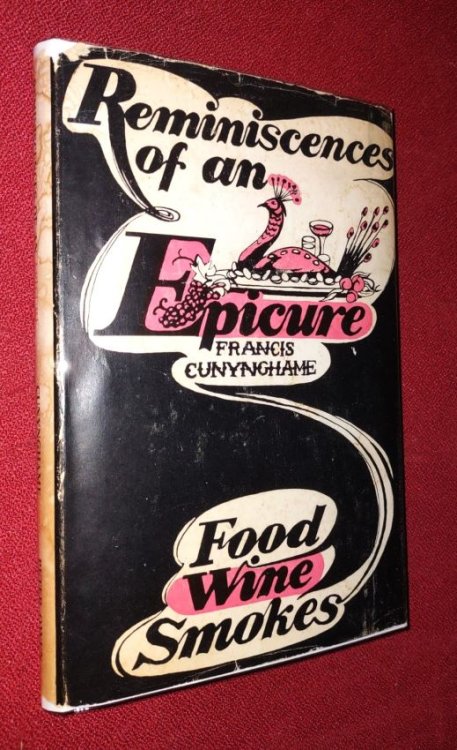 Reminiscences
of an
Epicure
FRANCIS
CUNYNGHAME
Food
Wine
Smokes